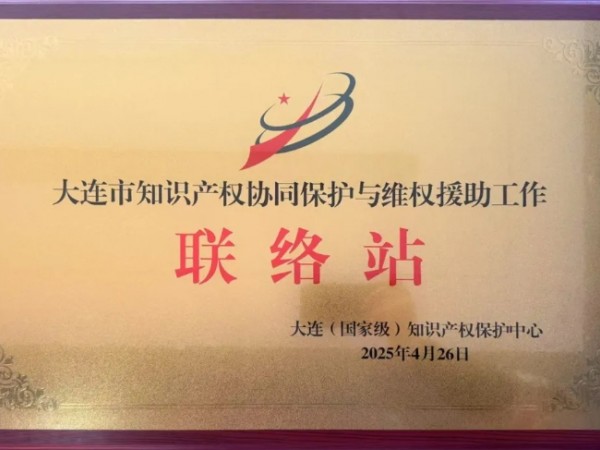 大连市知识产权协同保护与维权援助工作
联络站
大连（国家级）知识产权保护中心
2025年4月26日